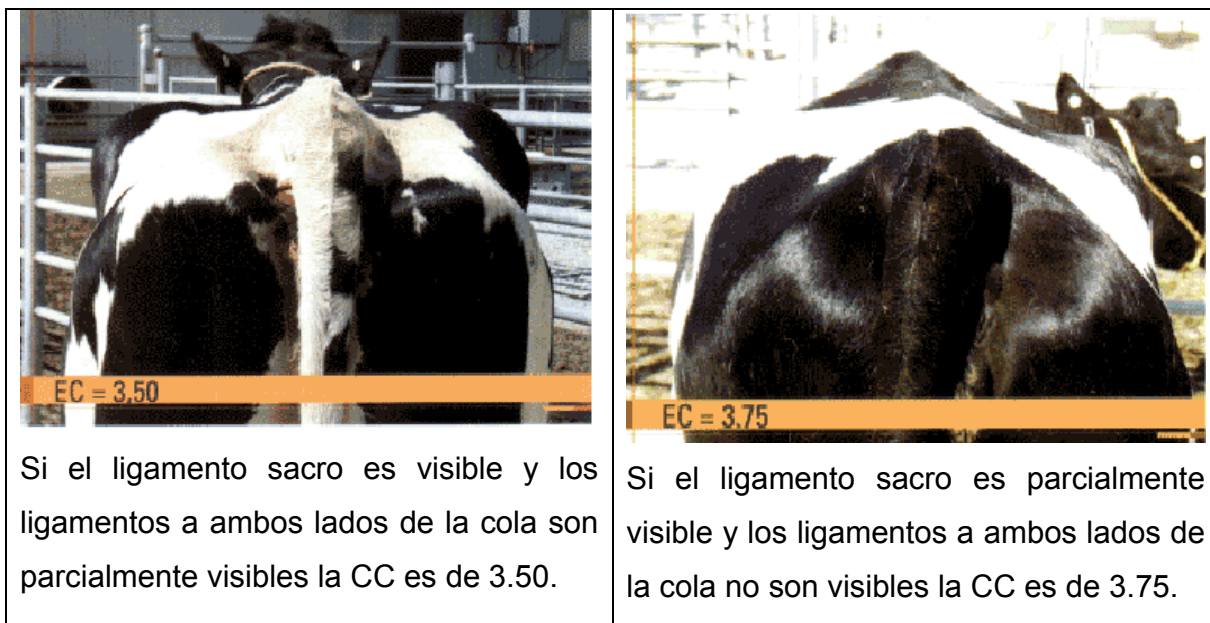 EC = 3,50
Si el ligamento sacro es visible y los
ligamentos a ambos lados de la cola son
parcialmente visibles la CC es de 3.50.
EC = 3.75
Si el ligamento sacro es parcialmente
visible y los ligamentos a ambos lados de
la cola no son visibles la CC es de 3.75.